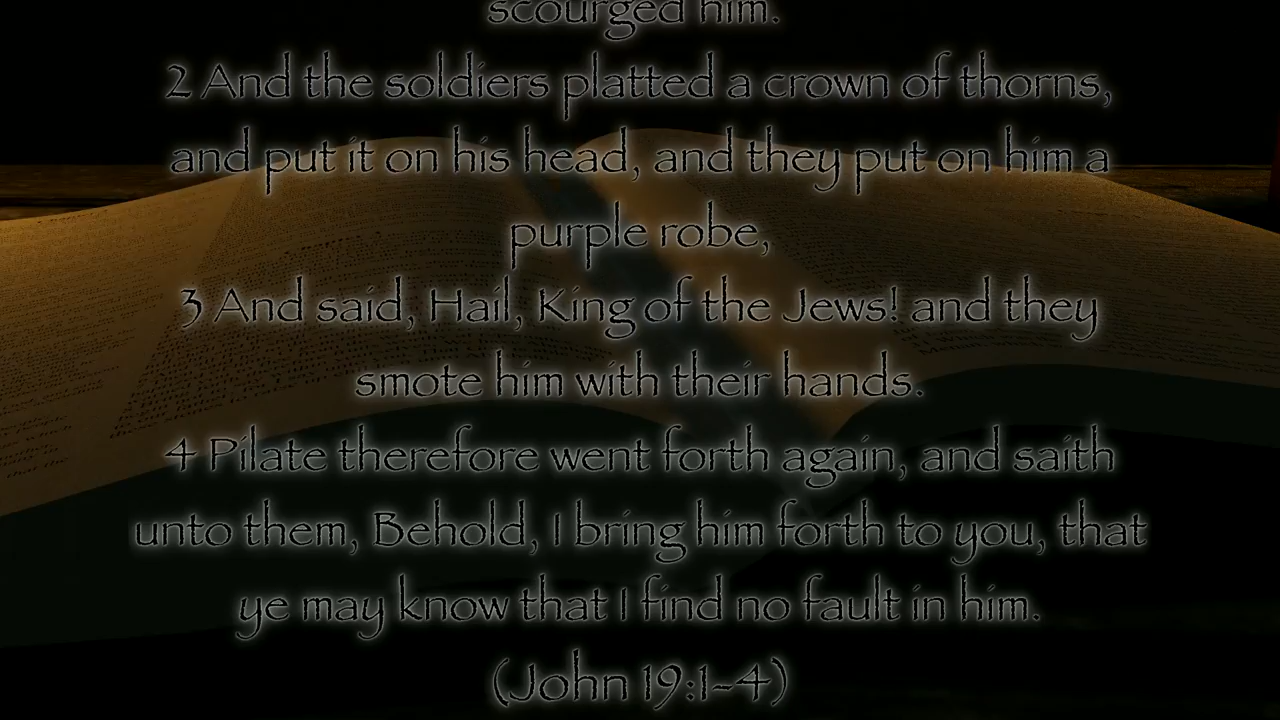 scourged him.
2 And the soldiers platted a crown of thorns,
and put it on his head, and they put on him a
purple robe,
3 And said, Hail, King of the Jews! and they
smote him with their hands.
4 Pilate therefore went forth again, and saith
unto them, Behold, I bring him forth to you, that
ye may know that I find no fault in him.
(John 19:1-4)